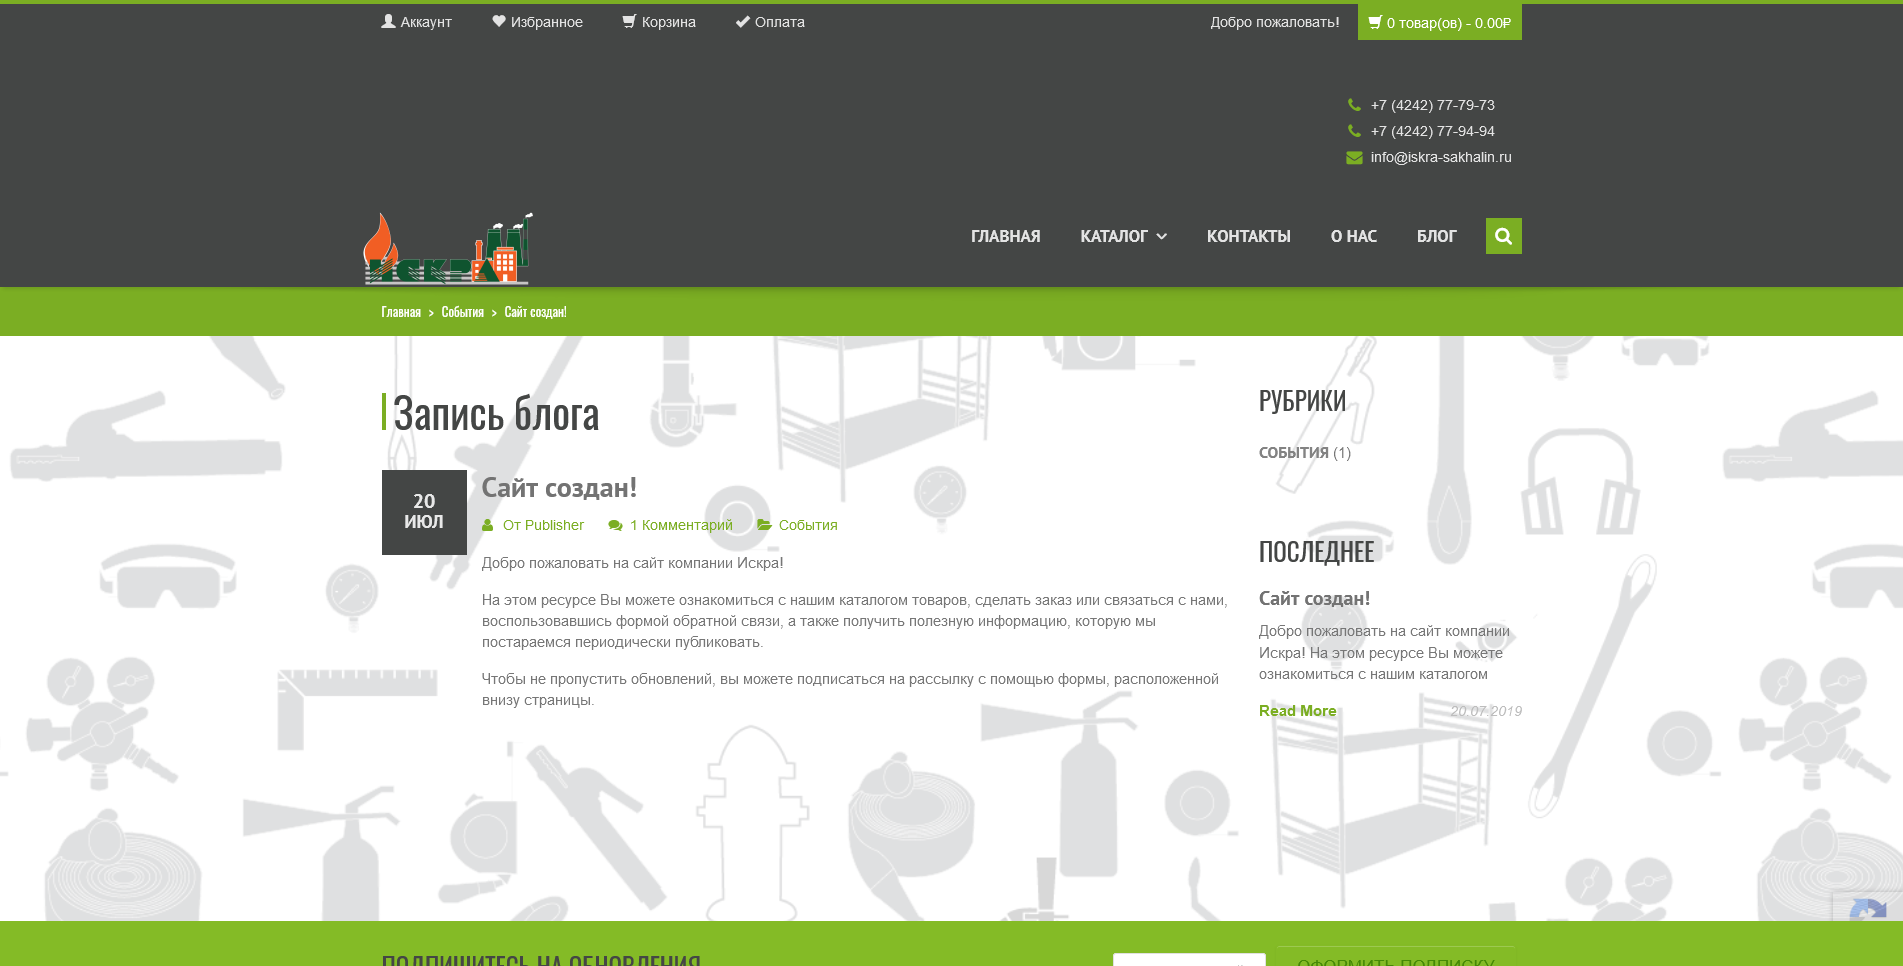 Аккаунт Избранное Корзина Оплата Добро пожаловать! 0 товар(ов) - 0.00₽
+7 (4242) 77-79-73
+7 (4242) 77-94-94
info@iskra-sakhalin.ru
ИСКРА
ГЛАВНАЯ КАТАЛОГ КОНТАКТЫ О НАС БЛОГ
Главная > События > Сайт создан!
Запись блога
20
ИЮЛ
Сайт создан!
От Publisher 1 Комментарий События
Добро пожаловать на сайт компании Искра!
На этом ресурсе Вы можете ознакомиться с нашим каталогом товаров, сделать заказ или связаться с нами,
воспользовавшись формой обратной связи, а также получить полезную информацию, которую мы
постараемся периодически публиковать.
Чтобы не пропустить обновлений, вы можете подписаться на рассылку с помощью формы, расположенной
внизу страницы.
РУБРИКИ
СОБЫТИЯ (1)
ПОСЛЕДНЕЕ
Сайт создан!
Добро пожаловать на сайт компании
Искра! На этом ресурсе Вы можете
ознакомиться с нашим каталогом
Read More 20.07.2019
ПОДПИШИТЕСЬ НА ОБНОВЛЕНИЯ
ОФОРМИТЬ ПОДПИСКУ